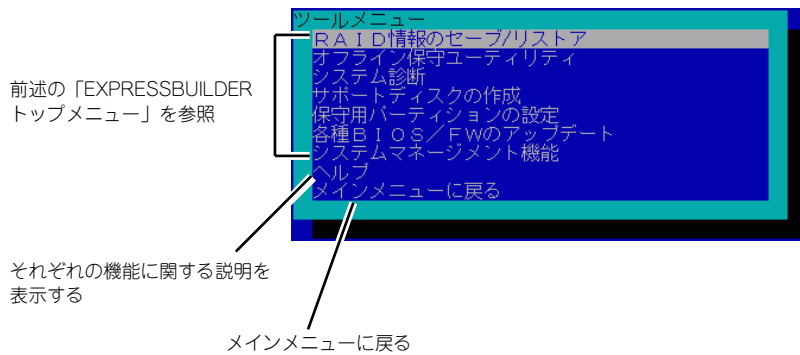 ツールメニュー
ＲＡＩＤ情報のセーブ/リストア
オフライン保守ユーティリティ
システム診断
サポートディスクの作成
保守用パーティションの設定
各種ＢＩＯＳ／ＦＷのアップデート
システムマネージメント機能
ヘルプ
メインメニューに戻る
前述の「EXPRESSBUILDER
トップメニュー」を参照
それぞれの機能に関する説明を
表示する
メインメニューに戻る